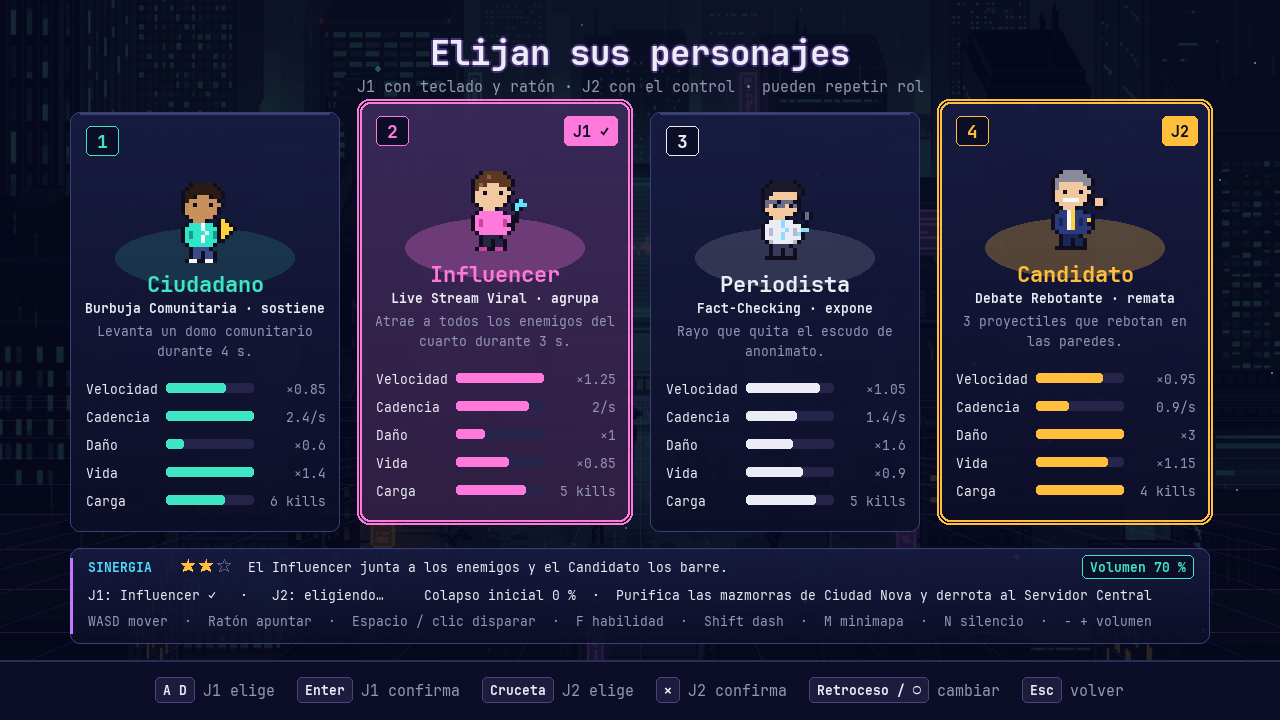 Elijan sus personajes
J1 con teclado y ratón · J2 con el control · pueden repetir rol
1
Ciudadano
Burbuja Comunitaria · sostiene
Levanta un domo comunitario
durante 4 s.
Velocidad ×0.85
Cadencia 2.4/s
Daño ×0.6
Vida ×1.4
Carga 6 kills
2 J1 ✓
Influencer
Live Stream Viral · agrupa
Atrae a todos los enemigos del
cuarto durante 3 s.
Velocidad ×1.25
Cadencia 2/s
Daño ×1
Vida ×0.85
Carga 5 kills
3
Periodista
Fact-Checking · expone
Rayo que quita el escudo de
anonimato.
Velocidad ×1.05
Cadencia 1.4/s
Daño ×1.6
Vida ×0.9
Carga 5 kills
4 J2
Candidato
Debate Rebotante · remata
3 proyectiles que rebotan en
las paredes.
Velocidad ×0.95
Cadencia 0.9/s
Daño ×3
Vida ×1.15
Carga 4 kills
SINERGIA ★★☆ El Influencer junta a los enemigos y el Candidato los barre. Volumen 70 %
J1: Influencer ✓ · J2: eligiendo… Colapso inicial 0 % · Purifica las mazmorras de Ciudad Nova y derrota al Servidor Central
WASD mover · Ratón apuntar · Espacio / clic disparar · F habilidad · Shift dash · M minimapa · N silencio · - + volumen
A D J1 elige Enter J1 confirma Cruceta J2 elige × J2 confirma Retroceso / ○ cambiar Esc volver